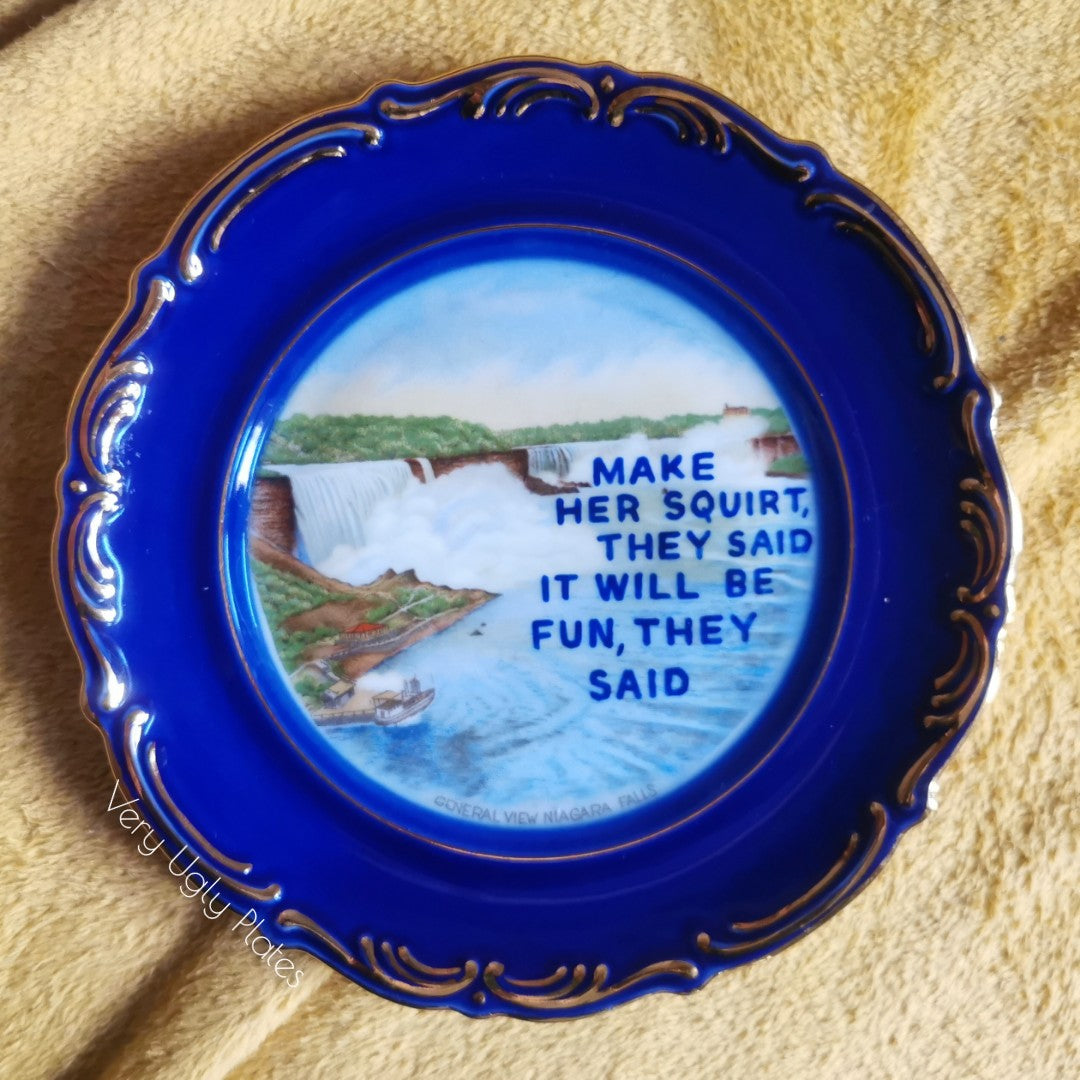 MAKE
HER SQUIRT,
THEY SAID
IT WILL BE
FUN, THEY
SAID
GENERAL VIEW NIAGARA FALLS
Very Ugly Plates